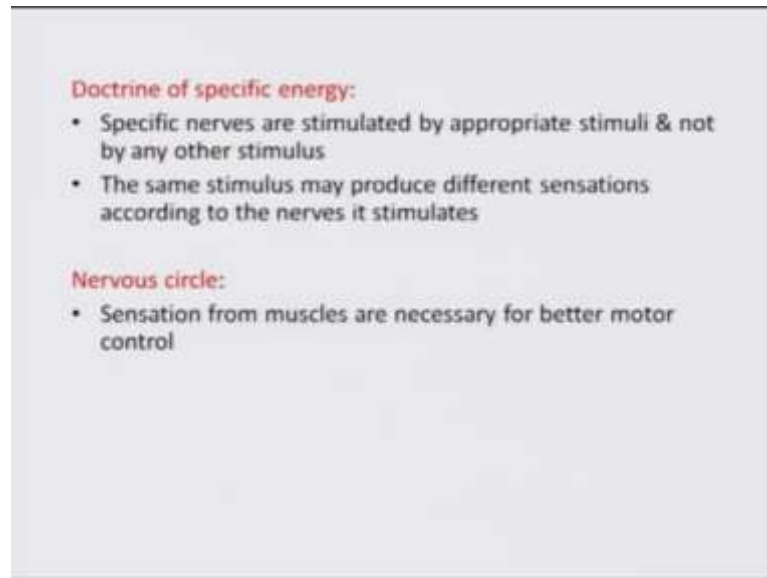 Doctrine of specific energy:
• Specific nerves are stimulated by appropriate stimuli & not
by any other stimulus
• The same stimulus may produce different sensations
according to the nerves it stimulates
Nervous circle:
• Sensation from muscles are necessary for better motor
control